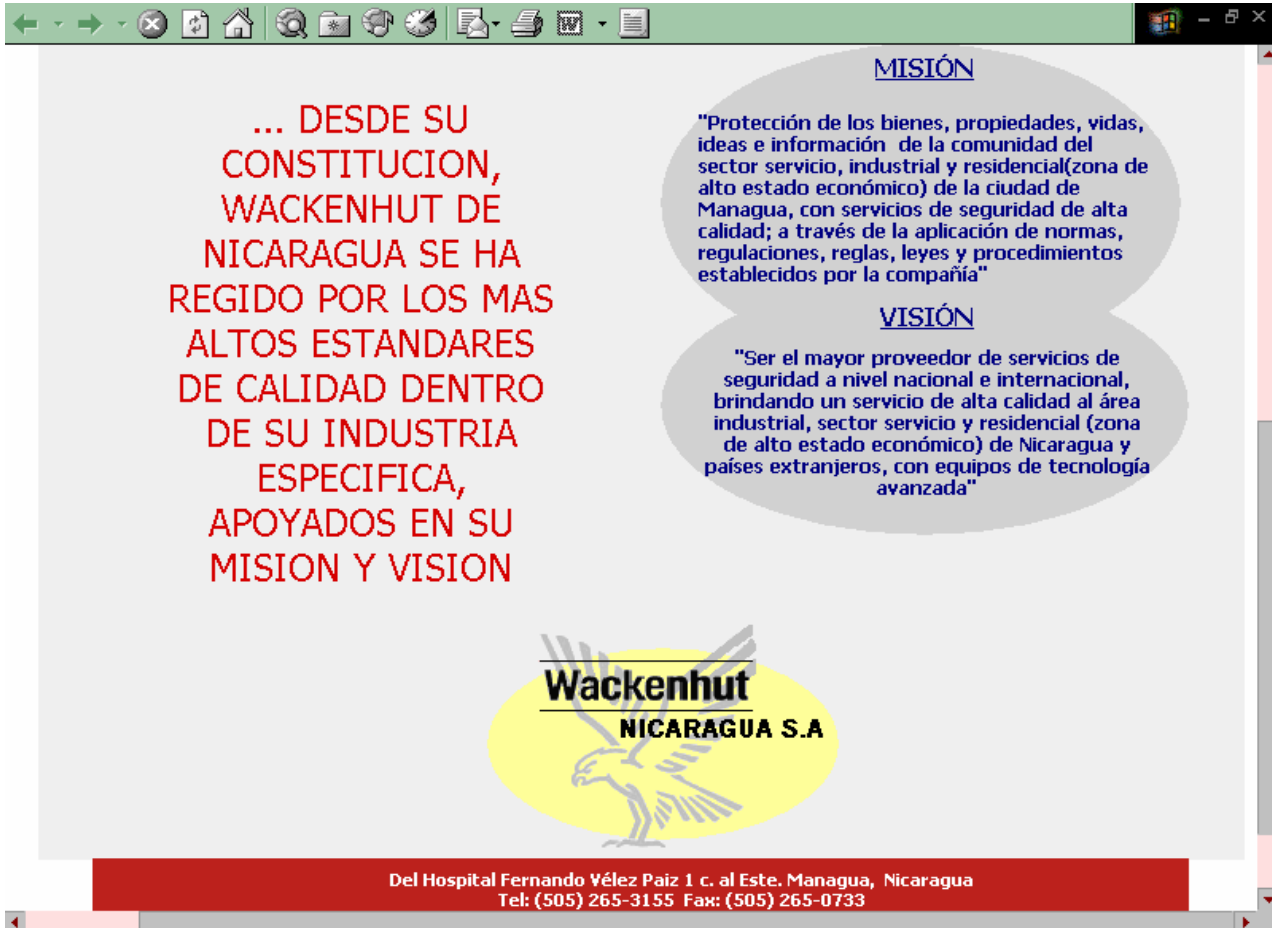 ... DESDE SU
CONSTITUCION,
WACKENHUT DE
NICARAGUA SE HA
REGIDO POR LOS MAS
ALTOS ESTANDARES
DE CALIDAD DENTRO
DE SU INDUSTRIA
ESPECIFICA,
APOYADOS EN SU
MISION Y VISION
MISIÓN
"Protección de los bienes, propiedades, vidas,
ideas e información  de la comunidad del
sector servicio, industrial y residencial(zona de
alto estado económico) de la ciudad de
Managua, con servicios de seguridad de alta
calidad; a través de la aplicación de normas,
regulaciones, reglas, leyes y procedimientos
establecidos por la compañía"
VISIÓN
"Ser el mayor proveedor de servicios de
seguridad a nivel nacional e internacional,
brindando un servicio de alta calidad al área
industrial, sector servicio y residencial (zona
de alto estado económico) de Nicaragua y
países extranjeros, con equipos de tecnología
avanzada"
Wackenhut
NICARAGUA S.A
Del Hospital Fernando Vélez Paiz 1 c. al Este. Managua,  Nicaragua
Tel: (505) 265-3155  Fax: (505) 265-0733